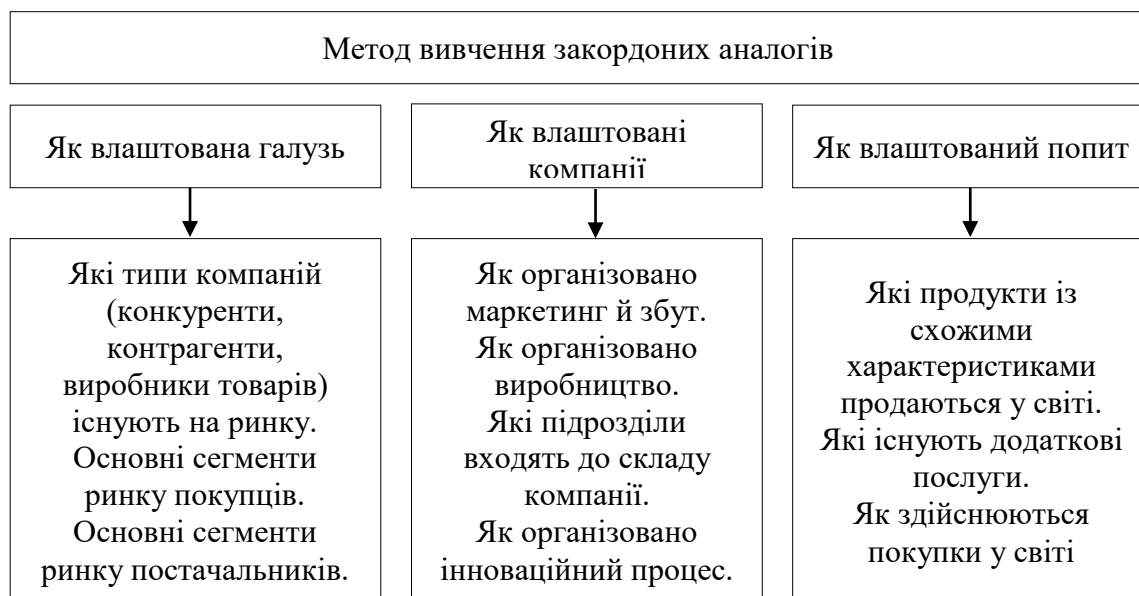 Метод вивчення закордоних аналогів
Як влаштована галузь
Як влаштовані
компанії
Як влаштований попит
Які типи компаній
(конкуренти,
контрагенти,
виробники товарів)
існують на ринку.
Основні сегменти
ринку покупців.
Основні сегменти
ринку постачальників.
Як організовано
маркетинг й збут.
Як організовано
виробництво.
Які підрозділи
входять до складу
компанії.
Як організовано
інноваційний процес.
Які продукти із
схожими
характеристиками
продаються у світі.
Які існують додаткові
послуги.
Як здійснюються
покупки у світі